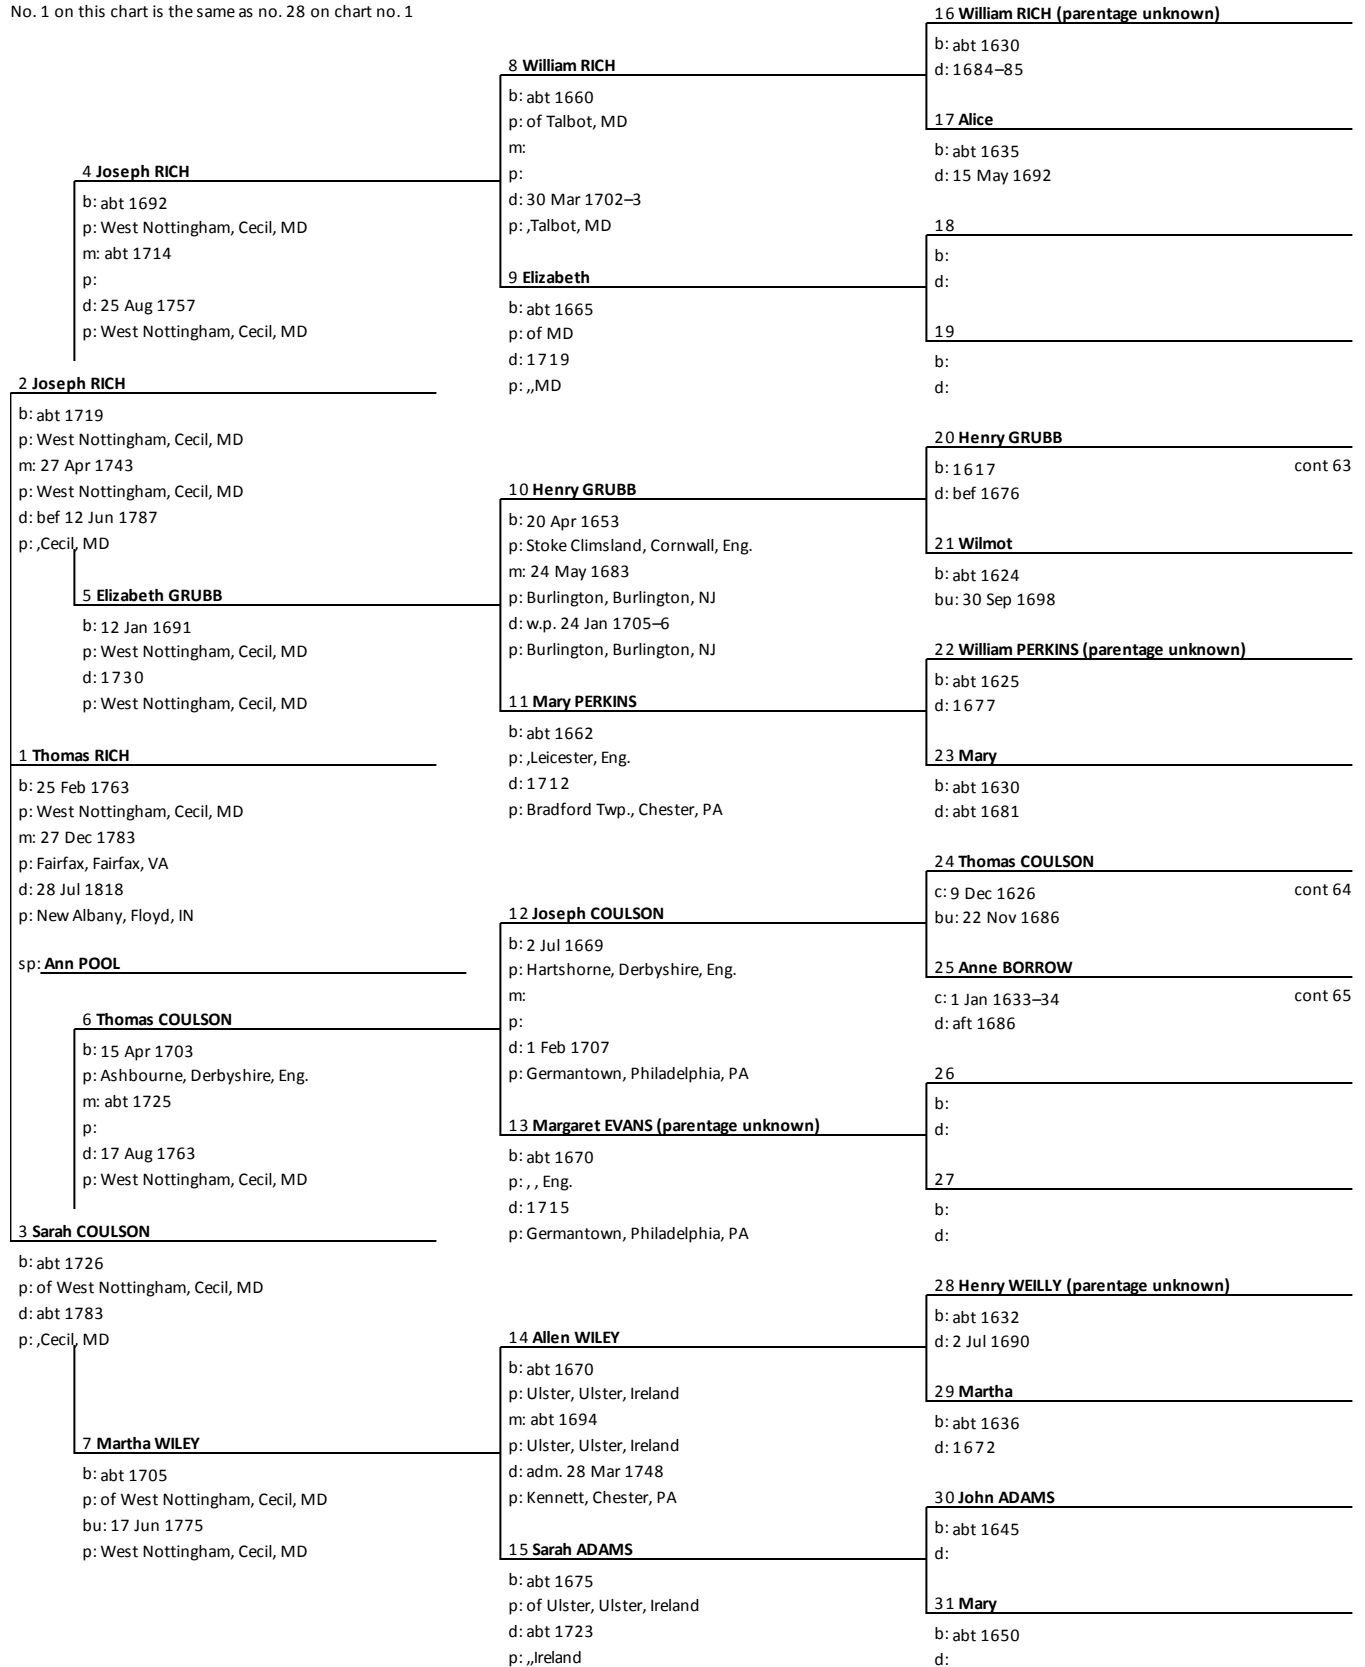 No. 1 on this chart is the same as no. 28 on chart no. 1
16 William RICH (parentage unknown)
b: abt 1630
d: 1684–85
8 William RICH
b: abt 1660
p: of Talbot, MD
m:
p:
d: 30 Mar 1702–3
p: ,Talbot, MD
17 Alice
b: abt 1635
d: 15 May 1692
4 Joseph RICH
b: abt 1692
p: West Nottingham, Cecil, MD
m: abt 1714
p:
d: 25 Aug 1757
p: West Nottingham, Cecil, MD
18
b:
d:
9 Elizabeth
b: abt 1665
p: of MD
d: 1719
p: ,,MD
19
b:
d:
2 Joseph RICH
b: abt 1719
p: West Nottingham, Cecil, MD
m: 27 Apr 1743
p: West Nottingham, Cecil, MD
d: bef 12 Jun 1787
p: ,Cecil, MD
20 Henry GRUBB
b: 1617 cont 63
d: bef 1676
10 Henry GRUBB
b: 20 Apr 1653
p: Stoke Climsland, Cornwall, Eng.
m: 24 May 1683
p: Burlington, Burlington, NJ
d: w.p. 24 Jan 1705–6
p: Burlington, Burlington, NJ
21 Wilmot
b: abt 1624
bu: 30 Sep 1698
5 Elizabeth GRUBB
b: 12 Jan 1691
p: West Nottingham, Cecil, MD
d: 1730
p: West Nottingham, Cecil, MD
22 William PERKINS (parentage unknown)
b: abt 1625
d: 1677
11 Mary PERKINS
b: abt 1662
p: ,Leicester, Eng.
d: 1712
p: Bradford Twp., Chester, PA
23 Mary
b: abt 1630
d: abt 1681
1 Thomas RICH
b: 25 Feb 1763
p: West Nottingham, Cecil, MD
m: 27 Dec 1783
p: Fairfax, Fairfax, VA
d: 28 Jul 1818
p: New Albany, Floyd, IN
sp: Ann POOL
24 Thomas COULSON
c: 9 Dec 1626 cont 64
bu: 22 Nov 1686
12 Joseph COULSON
b: 2 Jul 1669
p: Hartshorne, Derbyshire, Eng.
m:
p:
d: 1 Feb 1707
p: Germantown, Philadelphia, PA
25 Anne BORROW
c: 1 Jan 1633–34 cont 65
d: aft 1686
6 Thomas COULSON
b: 15 Apr 1703
p: Ashbourne, Derbyshire, Eng.
m: abt 1725
p:
d: 17 Aug 1763
p: West Nottingham, Cecil, MD
26
b:
d:
13 Margaret EVANS (parentage unknown)
b: abt 1670
p: , , Eng.
d: 1715
p: Germantown, Philadelphia, PA
27
b:
d:
3 Sarah COULSON
b: abt 1726
p: of West Nottingham, Cecil, MD
d: abt 1783
p: ,Cecil, MD
28 Henry WEILLY (parentage unknown)
b: abt 1632
d: 2 Jul 1690
14 Allen WILEY
b: abt 1670
p: Ulster, Ulster, Ireland
m: abt 1694
p: Ulster, Ulster, Ireland
d: adm. 28 Mar 1748
p: Kennett, Chester, PA
29 Martha
b: abt 1636
d: 1672
7 Martha WILEY
b: abt 1705
p: of West Nottingham, Cecil, MD
bu: 17 Jun 1775
p: West Nottingham, Cecil, MD
30 John ADAMS
b: abt 1645
d:
15 Sarah ADAMS
b: abt 1675
p: of Ulster, Ulster, Ireland
d: abt 1723
p: ,,Ireland
31 Mary
b: abt 1650
d: